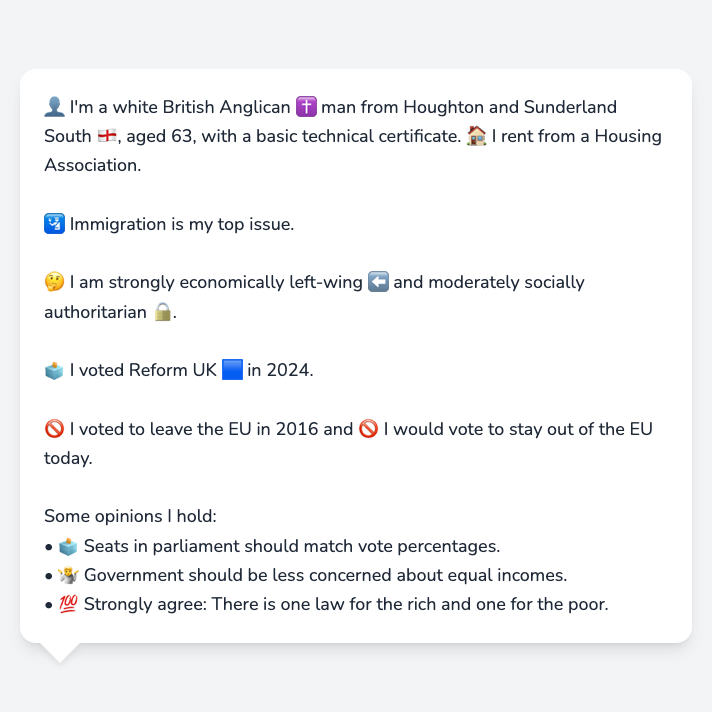 👤 I'm a white British Anglican ✝️ man from Houghton and Sunderland
South 🏴󠁧󠁢󠁥󠁮󠁧󠁿, aged 63, with a basic technical certificate. 🏠 I rent from a Housing
Association.
🛂 Immigration is my top issue.
🤔 I am strongly economically left-wing ⬅️ and moderately socially
authoritarian 🔒.
🗳️ I voted Reform UK 🟦 in 2024.
🚫 I voted to leave the EU in 2016 and 🚫 I would vote to stay out of the EU
today.
Some opinions I hold:
• 🗳️ Seats in parliament should match vote percentages.
• 🤷 Government should be less concerned about equal incomes.
• 💯 Strongly agree: There is one law for the rich and one for the poor.